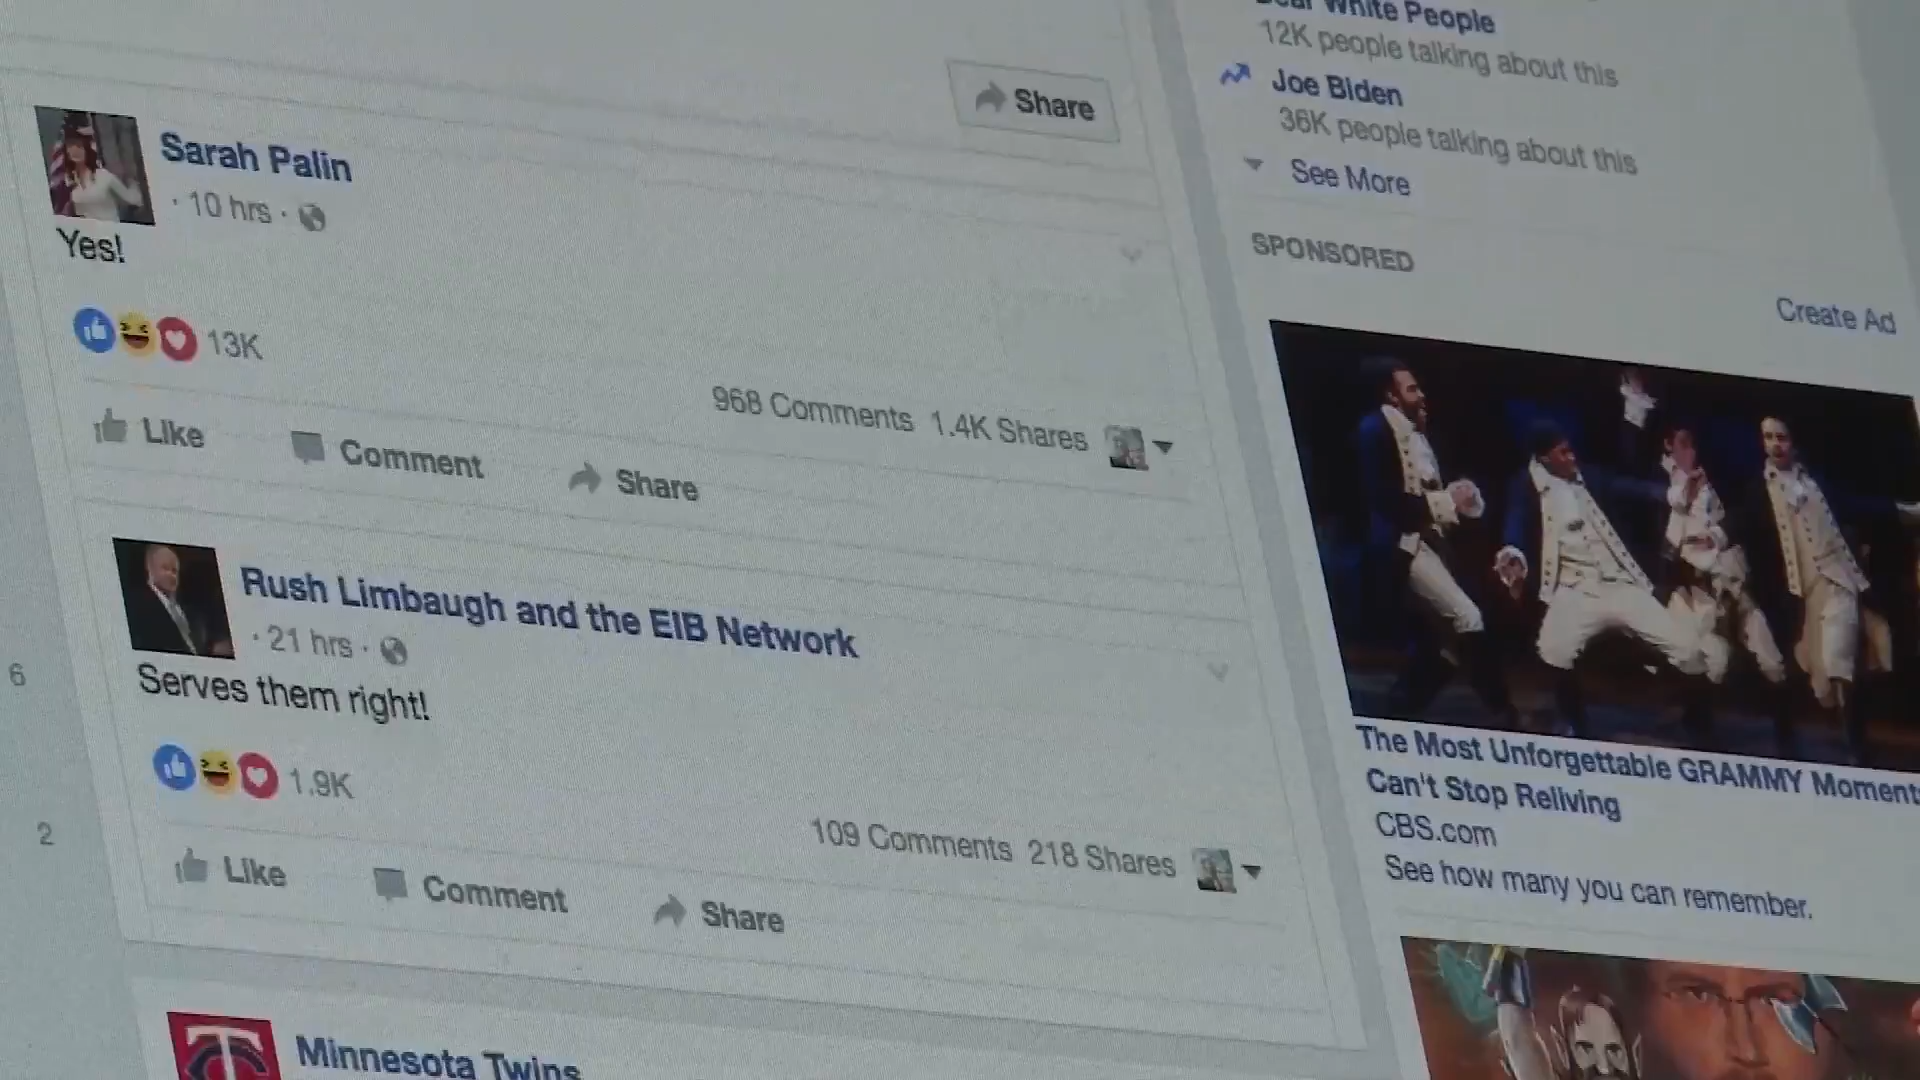 Share
Sarah Palin
· 10 hrs ·
Yes!
13K
968 Comments 1.4K Shares
Like Comment Share
Rush Limbaugh and the EIB Network
· 21 hrs ·
Serves them right!
1.9K
109 Comments 218 Shares
Like Comment Share
Minnesota Twins
6
2
White People
12K people talking about this
Joe Biden
36K people talking about this
See More
SPONSORED
Create Ad
The Most Unforgettable GRAMMY Moments
Can't Stop Reliving
CBS.com
See how many you can remember.